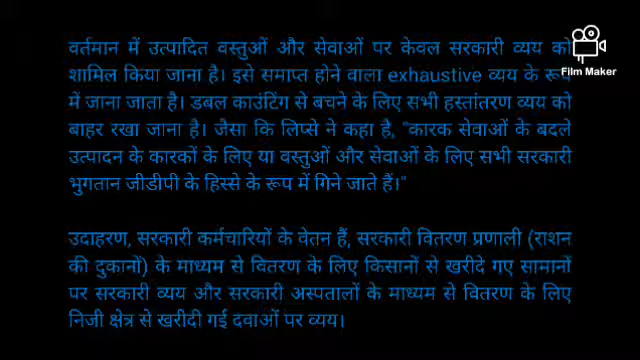 वर्तमान में उत्पादित वस्तुओं और सेवाओं पर केवल सरकारी व्यय को
शामिल किया जाना है। इसे समाप्त होने वाला exhaustive व्यय के रूप
में जाना जाता है। डबल काउंटिंग से बचने के लिए सभी हस्तांतरण व्यय को
बाहर रखा जाना है। जैसा कि लिप्से ने कहा है, "कारक सेवाओं के बदले
उत्पादन के कारकों के लिए या वस्तुओं और सेवाओं के लिए सभी सरकारी
भुगतान जीडीपी के हिस्से के रूप में गिने जाते हैं।"
उदाहरण, सरकारी कर्मचारियों के वेतन हैं, सरकारी वितरण प्रणाली (राशन
की दुकानों) के माध्यम से वितरण के लिए किसानों से खरीदे गए सामानों
पर सरकारी व्यय और सरकारी अस्पतालों के माध्यम से वितरण के लिए
निजी क्षेत्र से खरीदी गई दवाओं पर व्यय।
Film Maker